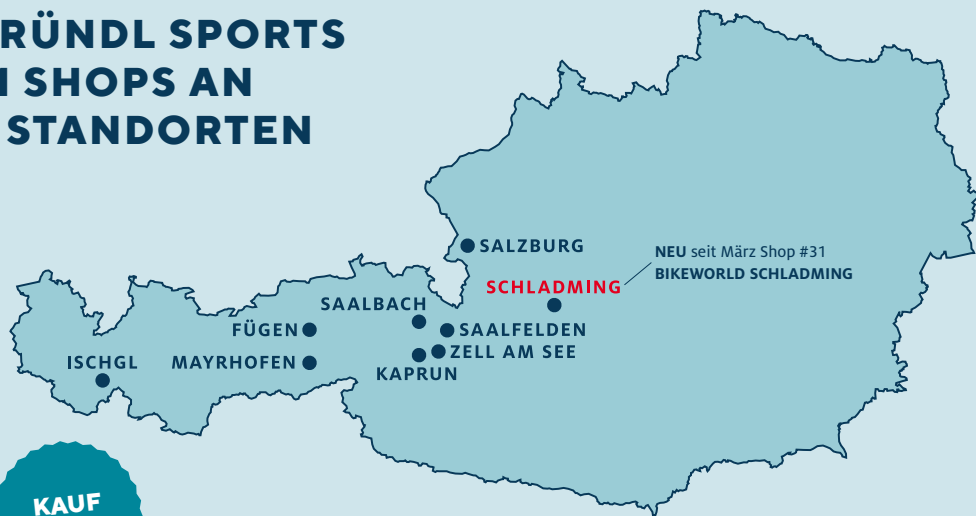 RÜNDL SPORTS
SHOPS AN
STANDORTEN
SALZBURG
NEU seit März Shop #31
BIKEWORLD SCHLADMING
SCHLADMING
SAALBACH
FÜGEN
SAALFELDEN
ISCHGL
MAYRHOFEN
ZELL AM SEE
KAPRUN
KAUF